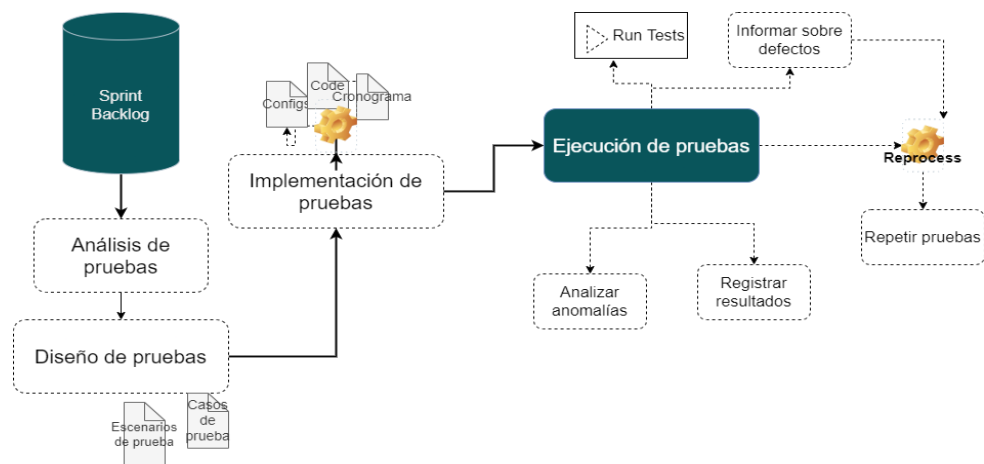 Sprint
Backlog
Análisis de
pruebas
Diseño de pruebas
Escenarios
de prueba
Casos
de
prueba
Configs
Code
Cronograma
Implementación de
pruebas
Ejecución de pruebas
Run Tests
Informar sobre
defectos
Reprocess
Repetir pruebas
Analizar
anomalías
Registrar
resultados